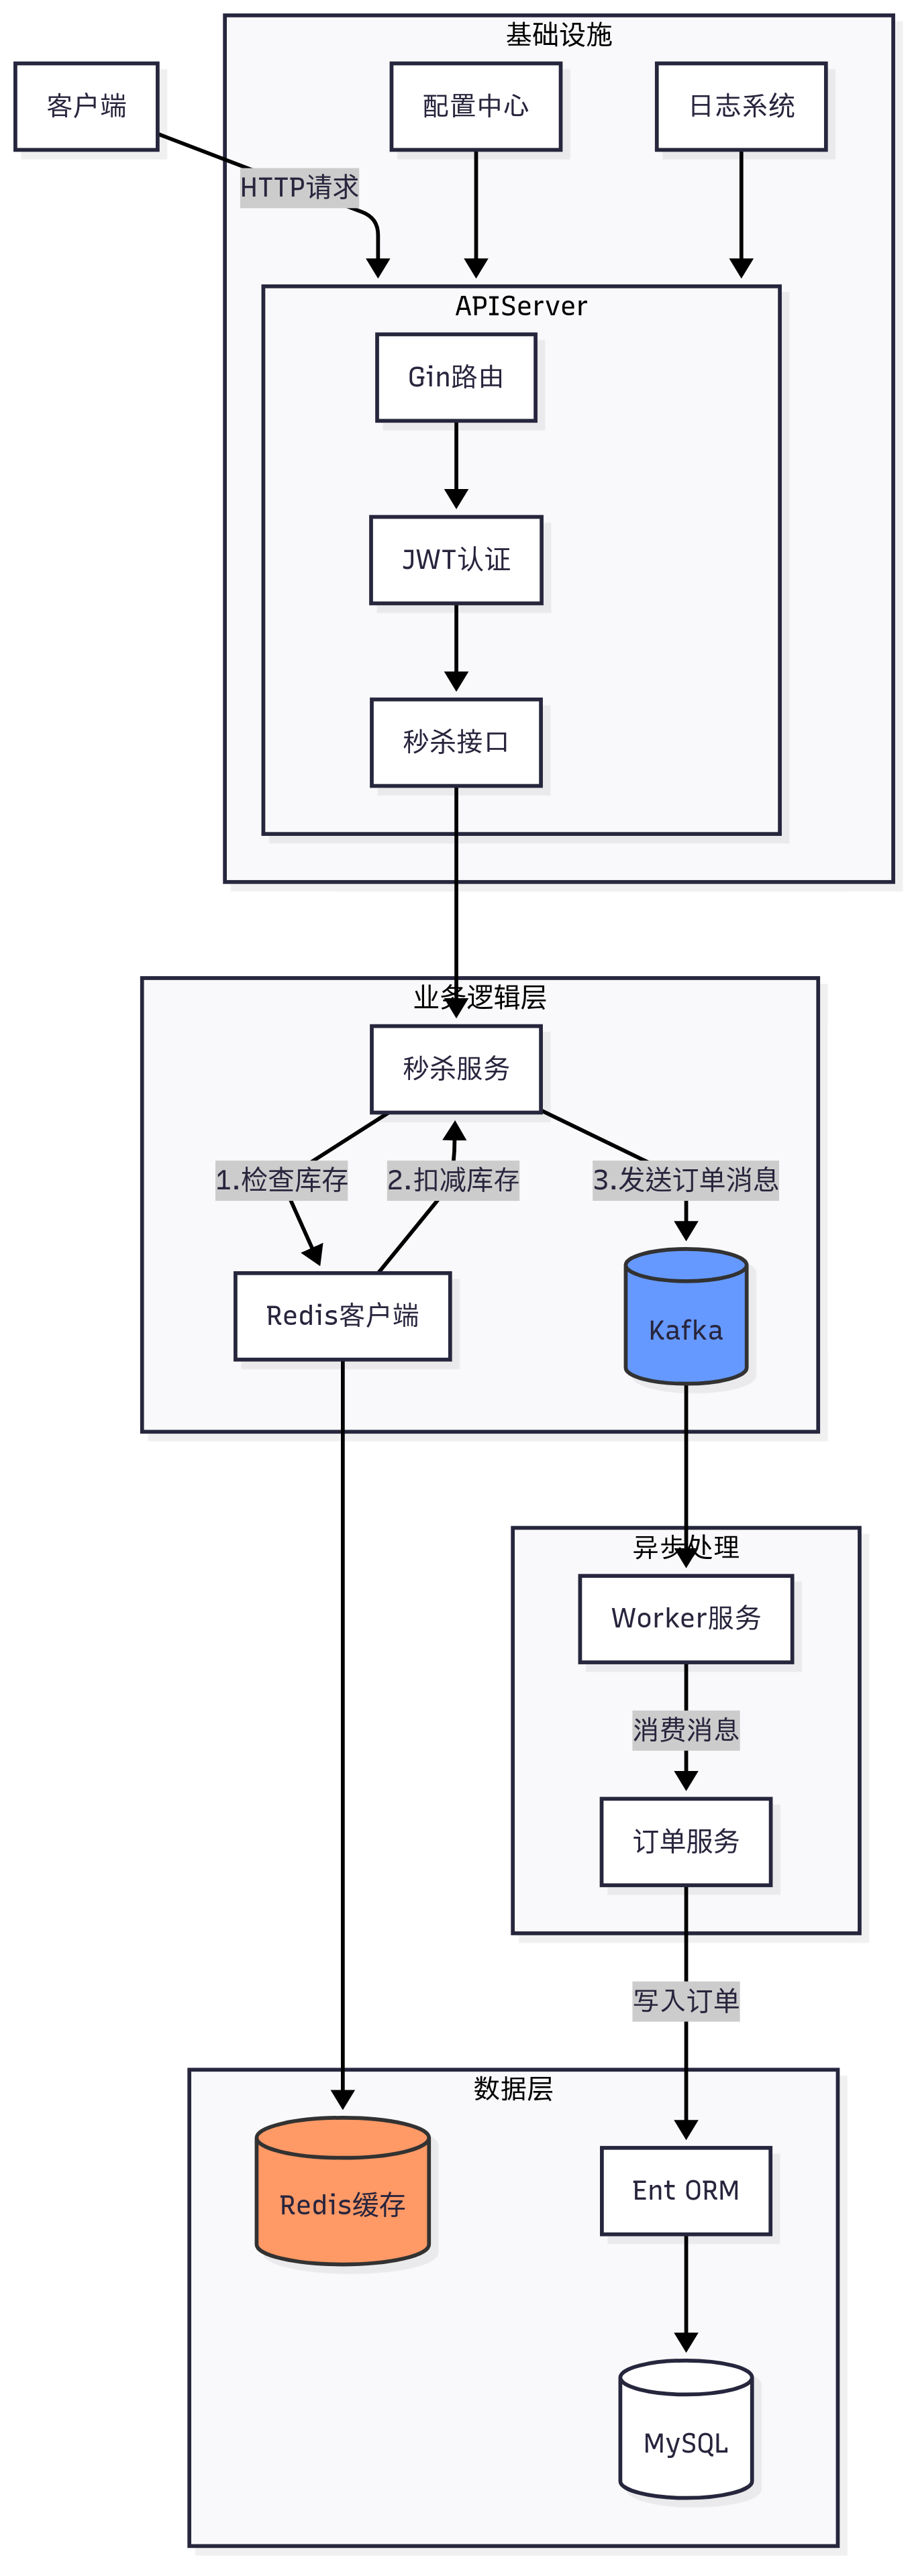 基础设施
客户端
配置中心
日志系统
HTTP请求
APIServer
Gin路由
JWT认证
秒杀接口
业务逻辑层
秒杀服务
1.检查库存
2.扣减库存
3.发送订单消息
Redis客户端
Kafka
异步处理
Worker服务
消费消息
订单服务
写入订单
数据层
Redis缓存
Ent ORM
MySQL